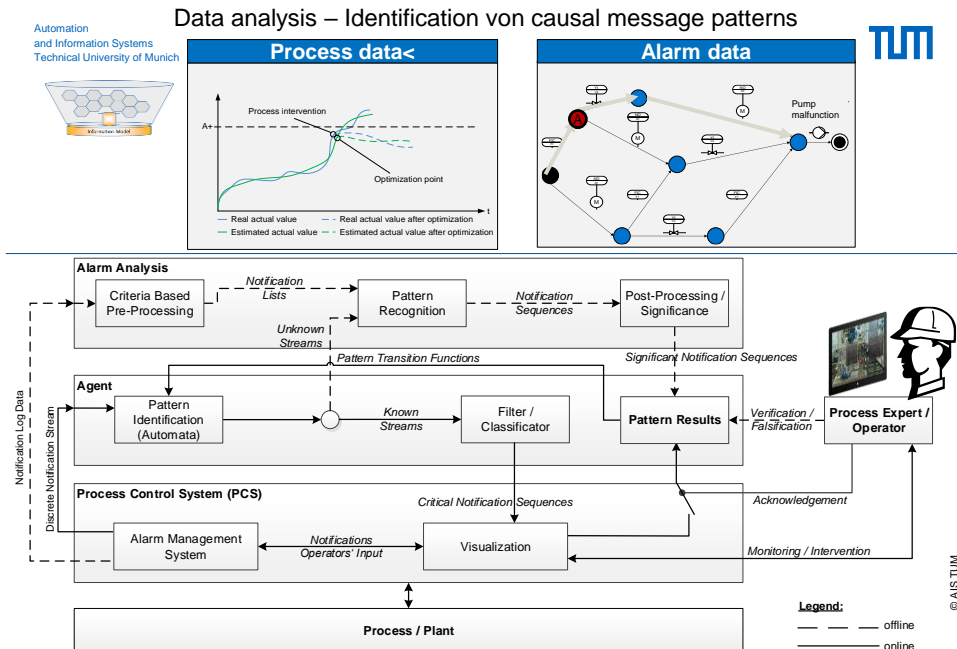 Data analysis – Identification von causal message patterns
Automation
and Information Systems
Technical University of Munich
TUM
Information Model
Process data<
Process intervention
A+
Optimization point
t
Real actual value
Real actual value after optimization
Estimated actual value
Estimated actual value after optimization
Alarm data
A
M
M
M
Pump
malfunction
Alarm Analysis
Criteria Based
Pre-Processing
Notification
Lists
Pattern
Recognition
Notification
Sequences
Post-Processing /
Significance
Unknown
Streams
Pattern Transition Functions
Significant Notification Sequences
Agent
Pattern
Identification
(Automata)
Known
Streams
Filter /
Classificator
Pattern Results
Verification /
Falsification
Process Expert /
Operator
L
Notification Log Data
Discrete Notification Stream
Process Control System (PCS)
Critical Notification Sequences
Acknowledgement
Alarm Management
System
Notifications
Operators' Input
Visualization
Monitoring / Intervention
Process / Plant
Legend:
offline
online
© AIS TUM